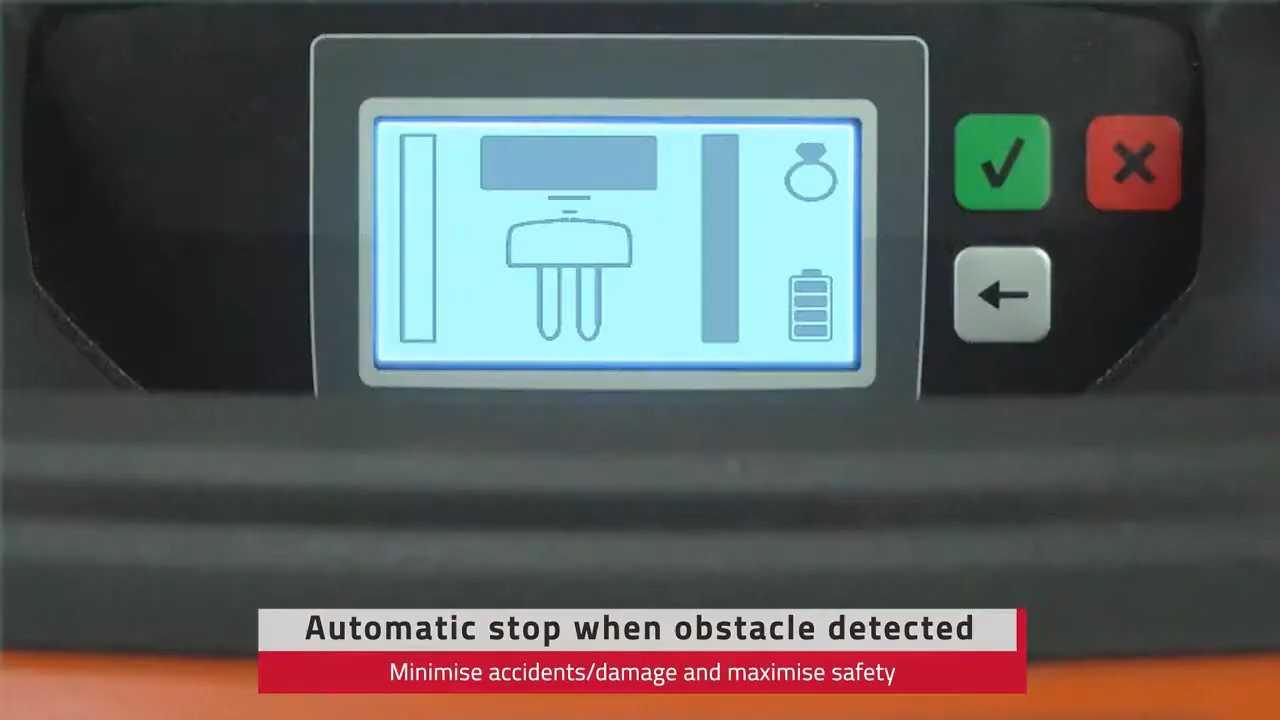 Automatic stop when obstacle detected
Minimise accidents/damage and maximise safety